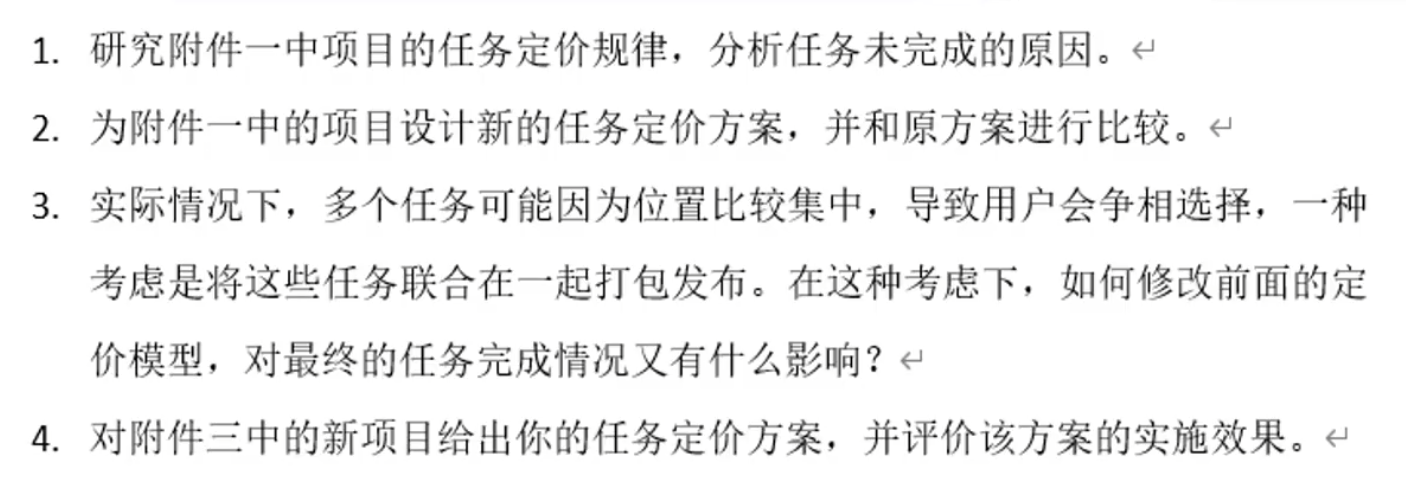 1. 研究附件一中项目的任务定价规律，分析任务未完成的原因。
2. 为附件一中的项目设计新的任务定价方案，并和原方案进行比较。
3. 实际情况下，多个任务可能因为位置比较集中，导致用户会争相选择，一种
考虑是将这些任务联合在一起打包发布。在这种考虑下，如何修改前面的定
价模型，对最终的任务完成情况又有什么影响？
4. 对附件三中的新项目给出你的任务定价方案，并评价该方案的实施效果。